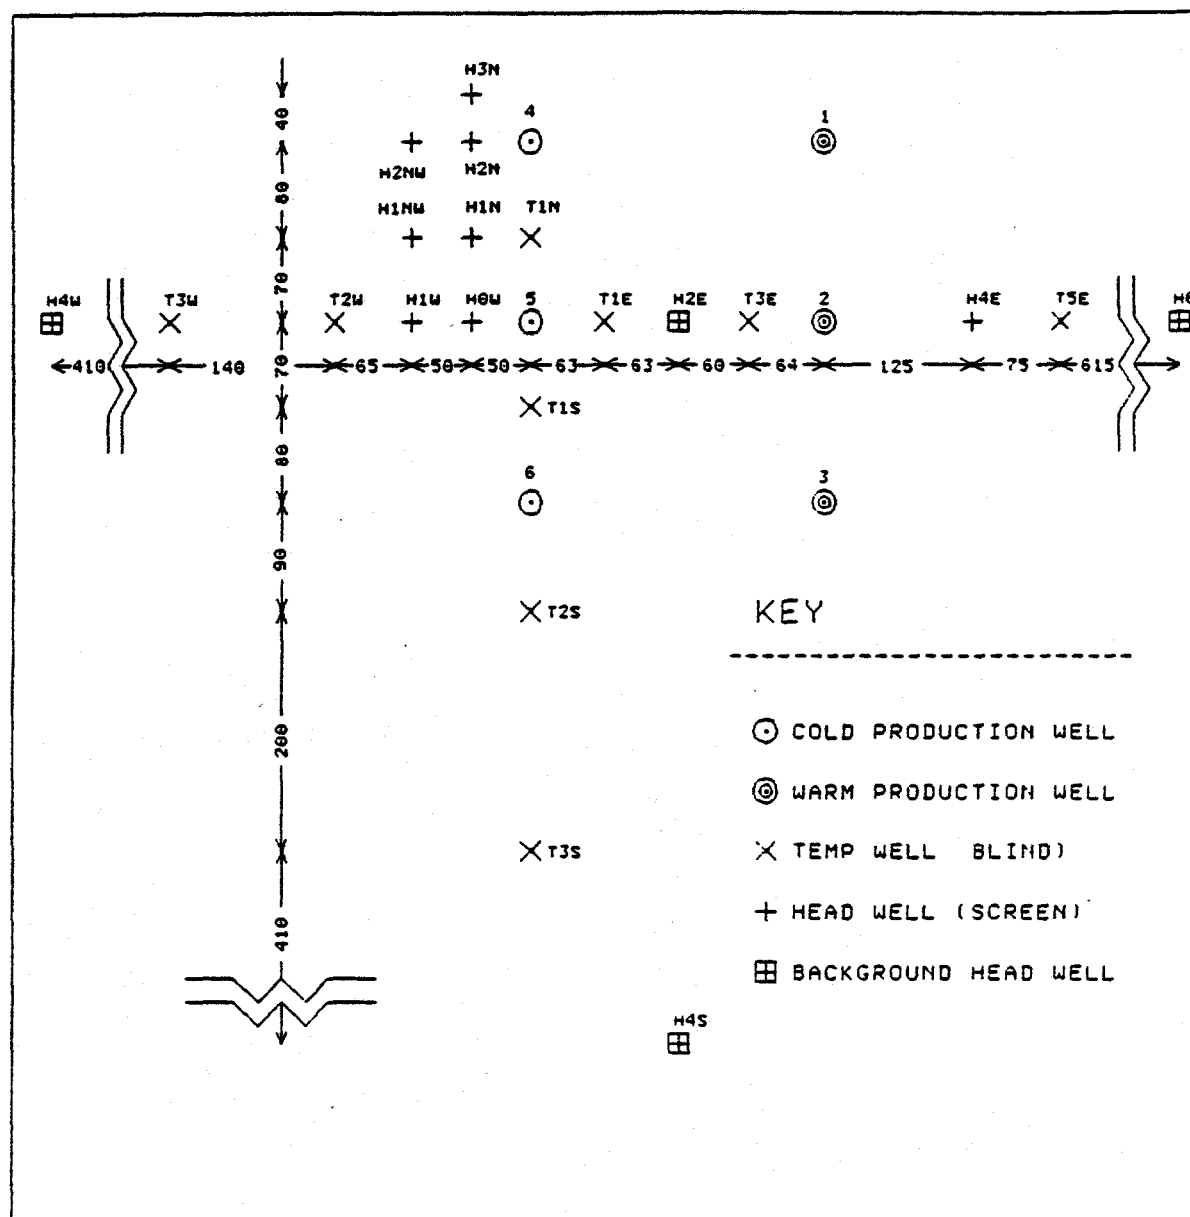 H3N
4 1
40
H2NW H2N
80
H1NW H1N T1N
70
H4W T3W T2W H1W H0W 5 T1E H2E T3E 2 H4E T5E
410 140 70 65 50 50 63 63 60 64 125 75 615
T1S
80
6 3
90
T2S
KEY
200
COLD PRODUCTION WELL
WARM PRODUCTION WELL
T3S
TEMP WELL BLIND)
HEAD WELL (SCREEN)
410
BACKGROUND HEAD WELL
H4S